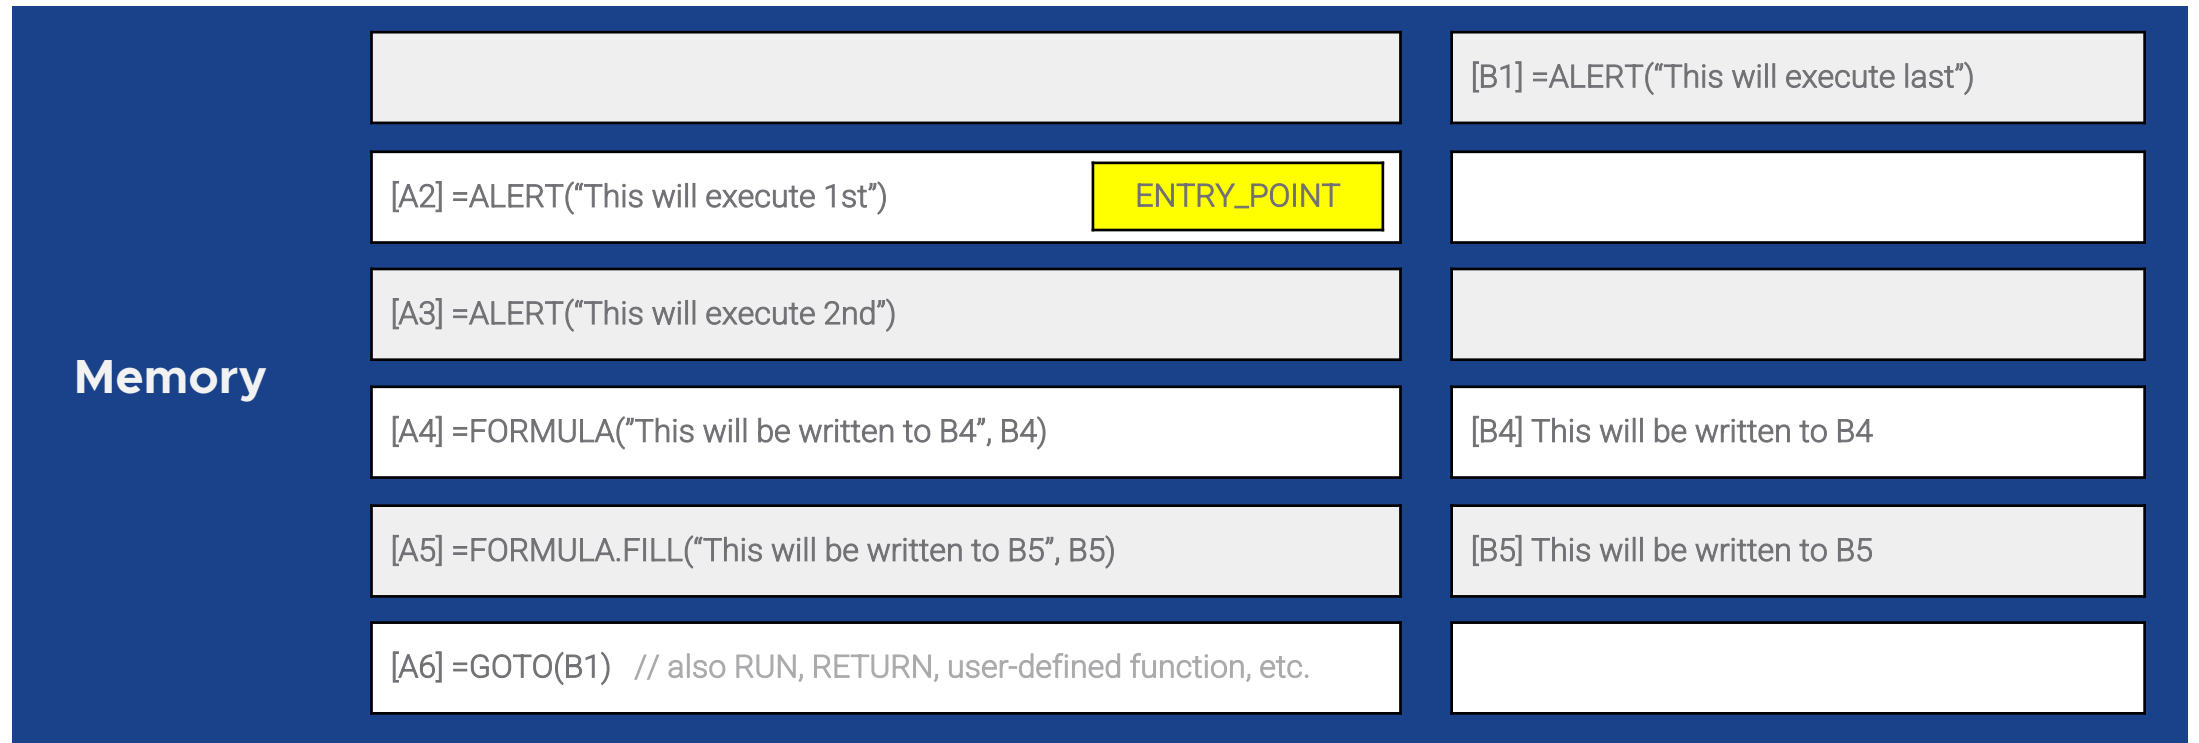 Memory
[B1] =ALERT(“This will execute last”)
[A2] =ALERT(“This will execute 1st”)
ENTRY_POINT
[A3] =ALERT(“This will execute 2nd”)
[A4] =FORMULA(”This will be written to B4”, B4)
[B4] This will be written to B4
[A5] =FORMULA.FILL(“This will be written to B5”, B5)
[B5] This will be written to B5
[A6] =GOTO(B1) // also RUN, RETURN, user-defined function, etc.